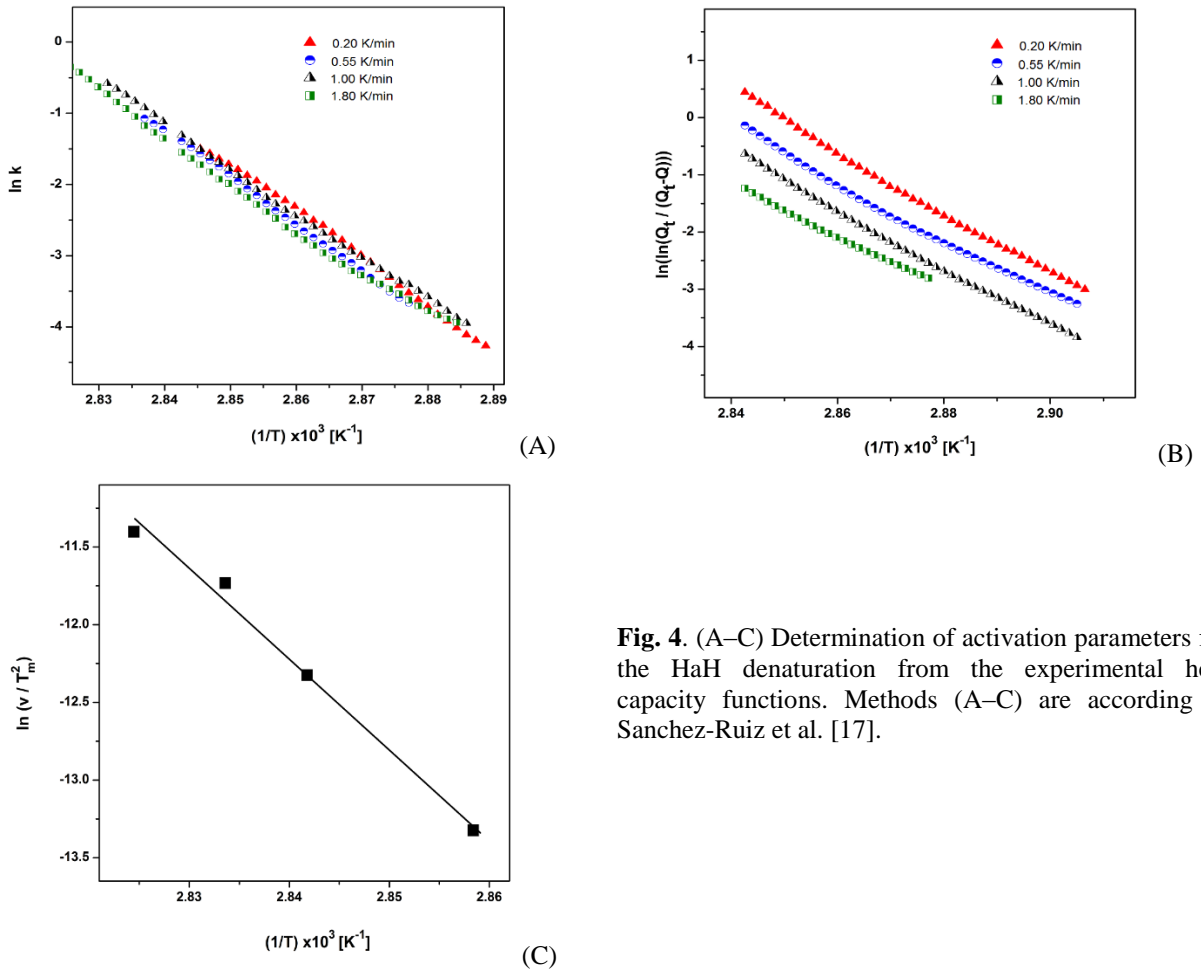 0
-1
-2
-3
-4
ln k
0.20 K/min
0.55 K/min
1.00 K/min
1.80 K/min
2.83 2.84 2.85 2.86 2.87 2.88 2.89
(1/T) x10³ [K⁻¹]
(A)
1
0
-1
-2
-3
-4
ln(ln(Qₜ / (Qₜ-Q)))
0.20 K/min
0.55 K/min
1.00 K/min
1.80 K/min
2.84 2.86 2.88 2.90
(1/T) x10³ [K⁻¹]
(B)
-11.5
-12.0
-12.5
-13.0
-13.5
ln (v / T²ₘ)
2.83 2.84 2.85 2.86
(1/T) x10³ [K⁻¹]
(C)
Fig. 4. (A–C) Determination of activation parameters
the HaH denaturation from the experimental
capacity functions. Methods (A–C) are according
Sanchez-Ruiz et al. [17].